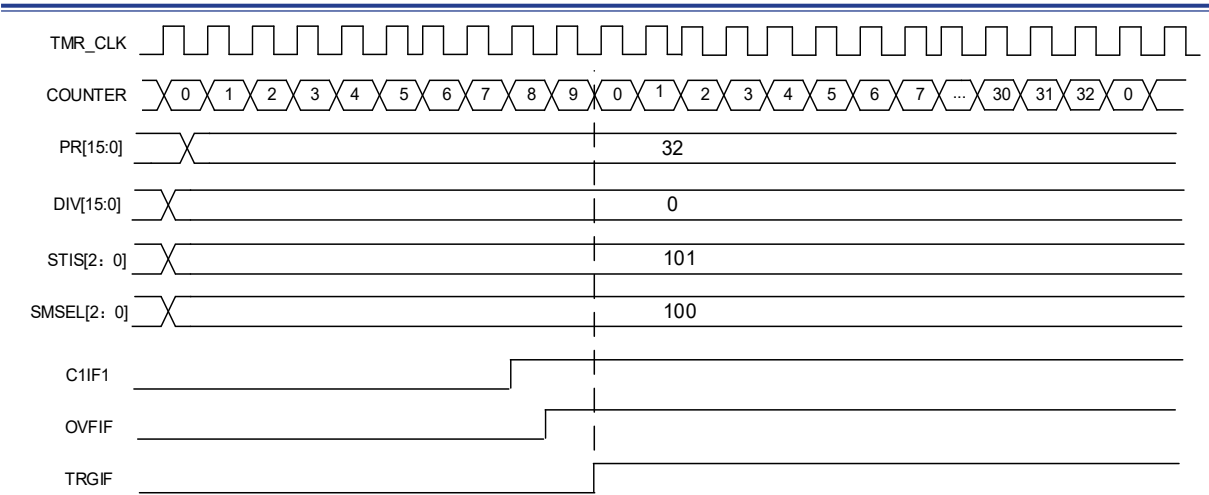 TMR_CLK
COUNTER 0 1 2 3 4 5 6 7 8 9 0 1 2 3 4 5 6 7 ... 30 31 32 0
PR[15:0] 32
DIV[15:0] 0
STIS[2：0] 101
SMSEL[2：0] 100
C1IF1
OVFIF
TRGIF